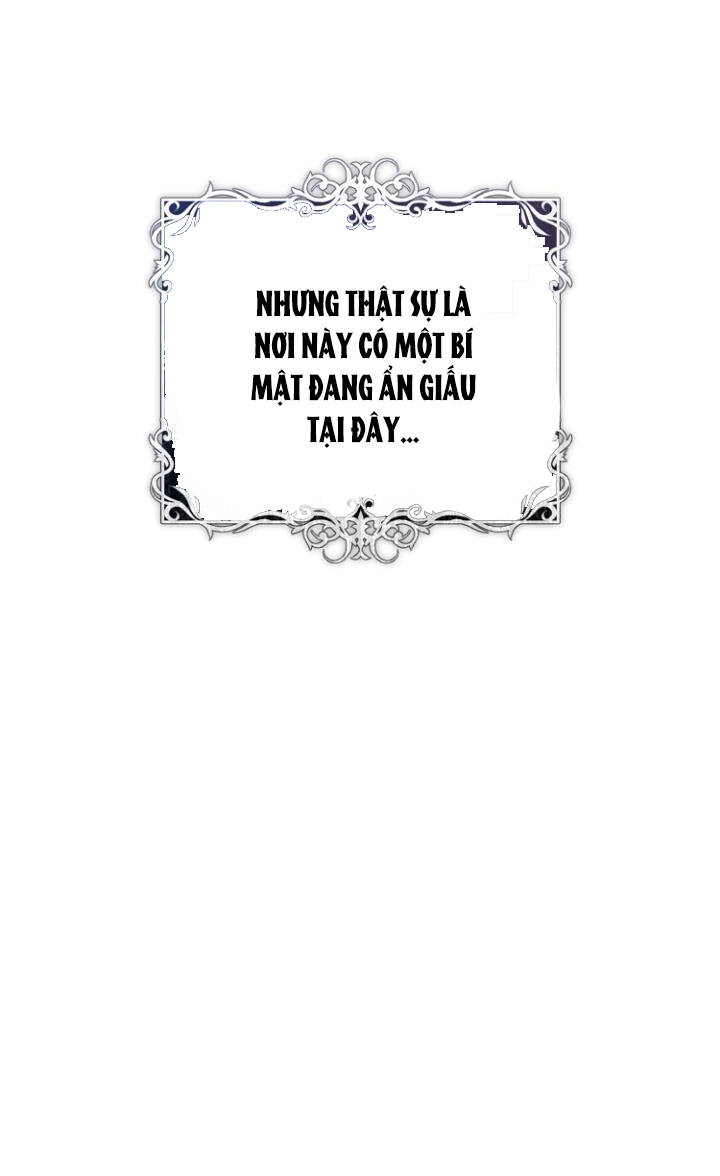 NHƯNG THẬT SỰ LÀ
NƠI NÀY CÓ MỘT BÍ
MẬT ĐANG ẨN GIẤU
TẠI ĐÂY...